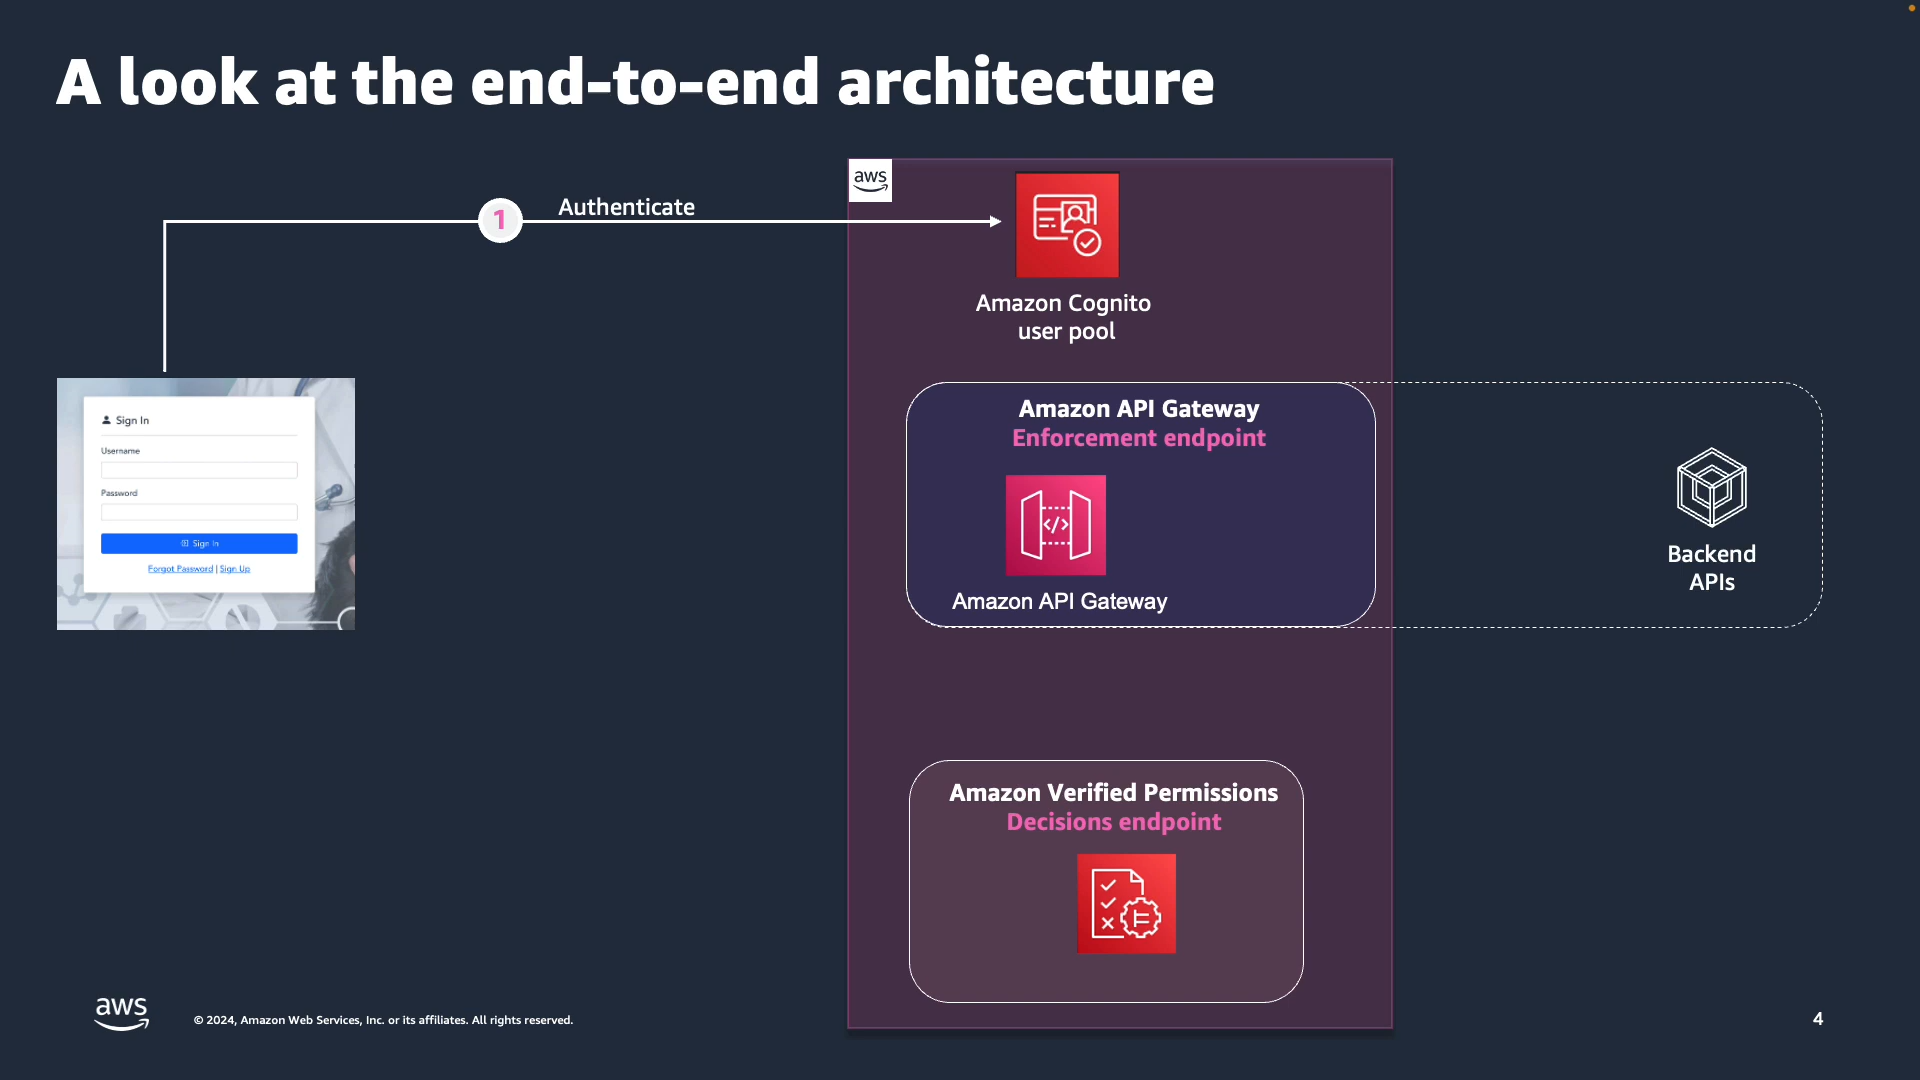 A look at the end-to-end architecture
aws
1
Authenticate
Amazon Cognito
user pool
Sign In
Username
Password
Sign In
Forgot Password | Sign Up
Amazon API Gateway
Enforcement endpoint
</>
Amazon API Gateway
Backend
APIs
Amazon Verified Permissions
Decisions endpoint
aws
© 2024, Amazon Web Services, Inc. or its affiliates. All rights reserved.
4